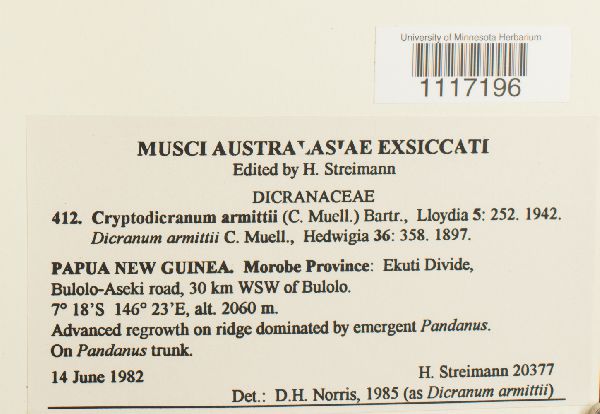 University of Minnesota Herbarium
1117196
MUSCI AUSTRALASIAE EXSICCATI
Edited by H. Streimann
DICRANACEAE
412. Cryptodicranum armittii (C. Muell.) Bartr., Lloydia 5: 252. 1942.
Dicranum armittii C. Muell., Hedwigia 36: 358. 1897.
PAPUA NEW GUINEA. Morobe Province: Ekuti Divide,
Bulolo-Aseki road, 30 km WSW of Bulolo.
7° 18'S 146° 23'E, alt. 2060 m.
Advanced regrowth on ridge dominated by emergent Pandanus.
On Pandanus trunk.
14 June 1982 H. Streimann 20377
Det.: D.H. Norris, 1985 (as Dicranum armittii)